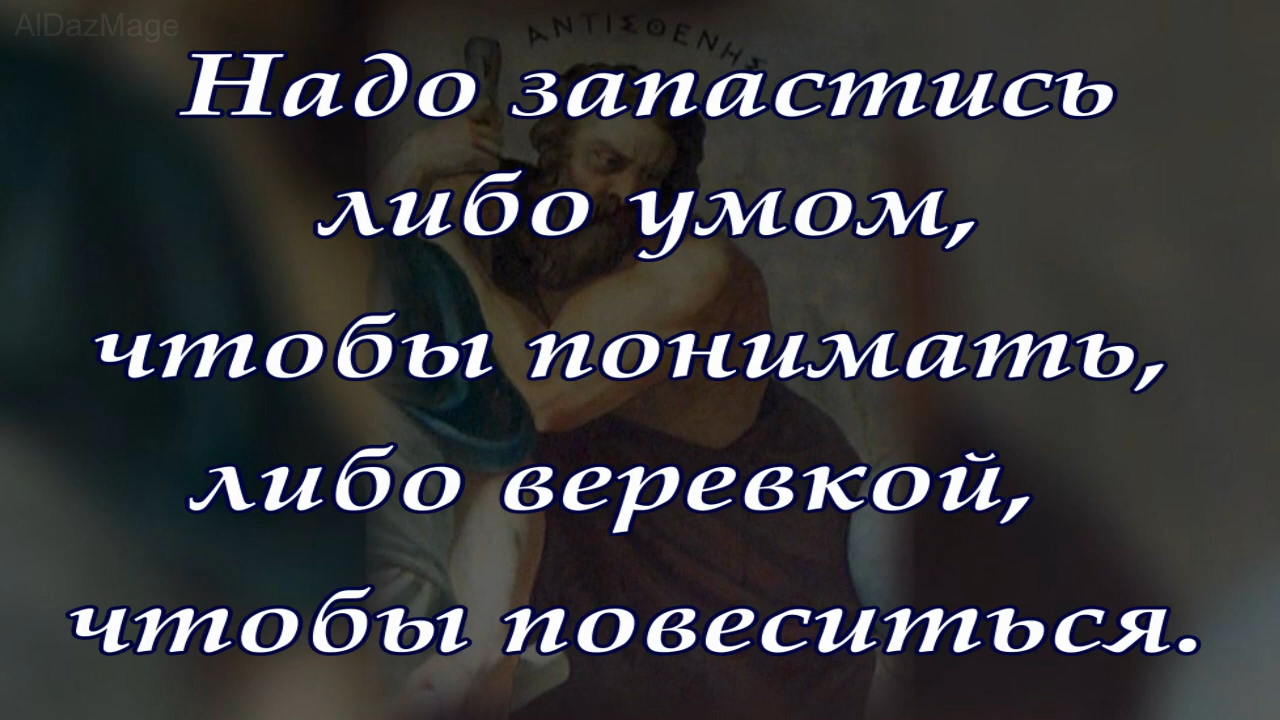 AlDazMage
ΑΝΤΙΣΘΕΝΗΣ
Надо запастись
либо умом,
чтобы понимать,
либо веревкой,
чтобы повеситься.